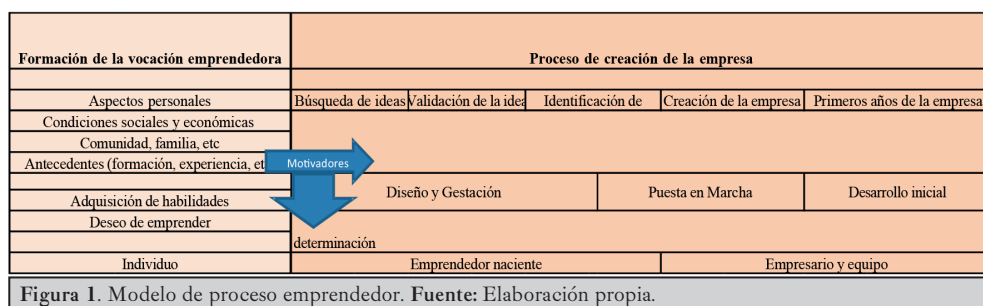 Formación de la vocación emprendedora
Proceso de creación de la empresa
Aspectos personales
Búsqueda de ideas
Validación de la idea
Identificación de
Creación de la empresa
Primeros años de la empresa
Condiciones sociales y económicas
Comunidad, familia, etc
Antecedentes (formación, experiencia, et
Motivadores
Adquisición de habilidades
Diseño y Gestación
Puesta en Marcha
Desarrollo inicial
Deseo de emprender
determinación
Individuo
Emprendedor naciente
Empresario y equipo
Figura 1. Modelo de proceso emprendedor. Fuente: Elaboración propia.